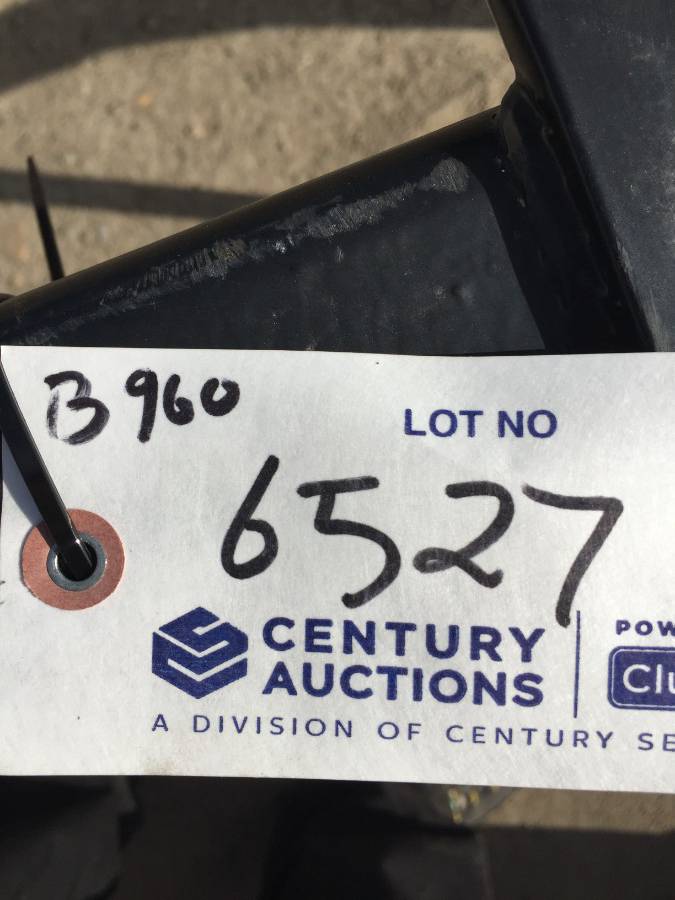 B960
LOT NO
6527
CENTURY
AUCTIONS
A DIVISION OF CENTURY